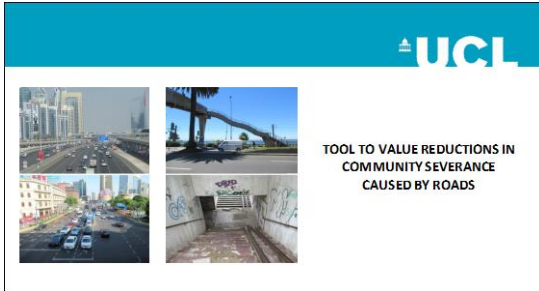 UCL
TOOL TO VALUE REDUCTIONS IN
COMMUNITY SEVERANCE
CAUSED BY ROADS